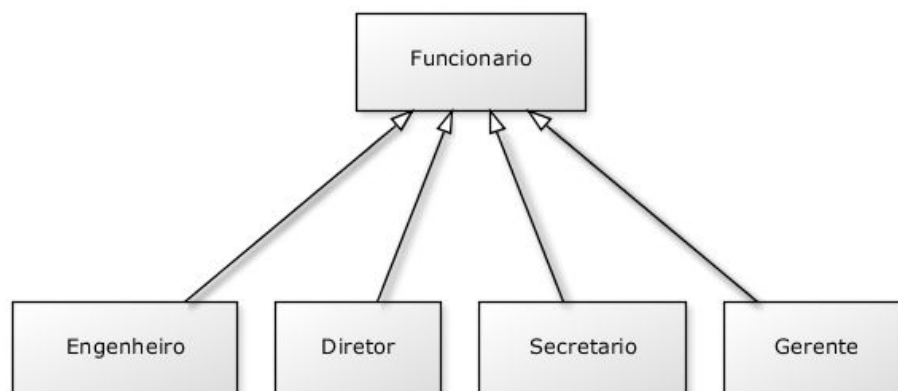 Funcionario
Engenheiro
Diretor
Secretario
Gerente